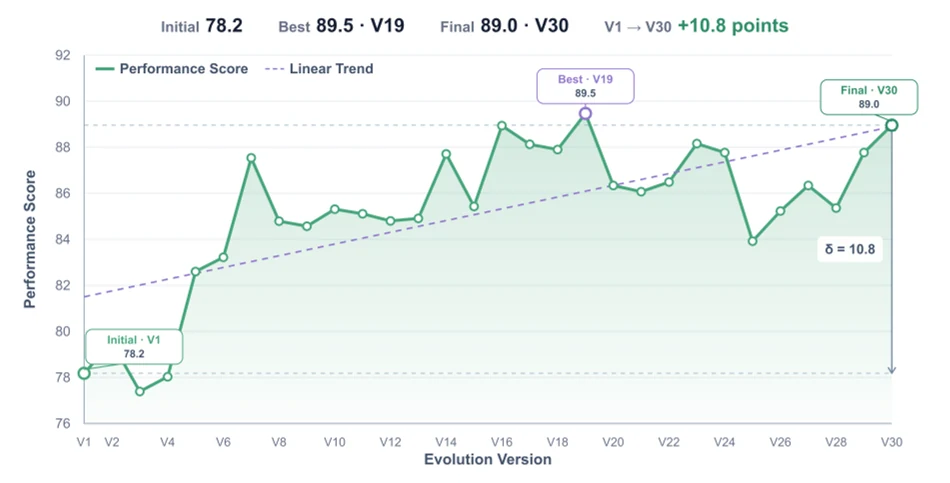 Initial 78.2 Best 89.5 · V19 Final 89.0 · V30 V1 → V30 +10.8 points
Performance Score Linear Trend
92
90
88
86
84
82
80
78
76
Performance Score
Best · V19
89.5
Final · V30
89.0
δ = 10.8
Initial · V1
78.2
V1 V2 V4 V6 V8 V10 V12 V14 V16 V18 V20 V22 V24 V26 V28 V30
Evolution Version